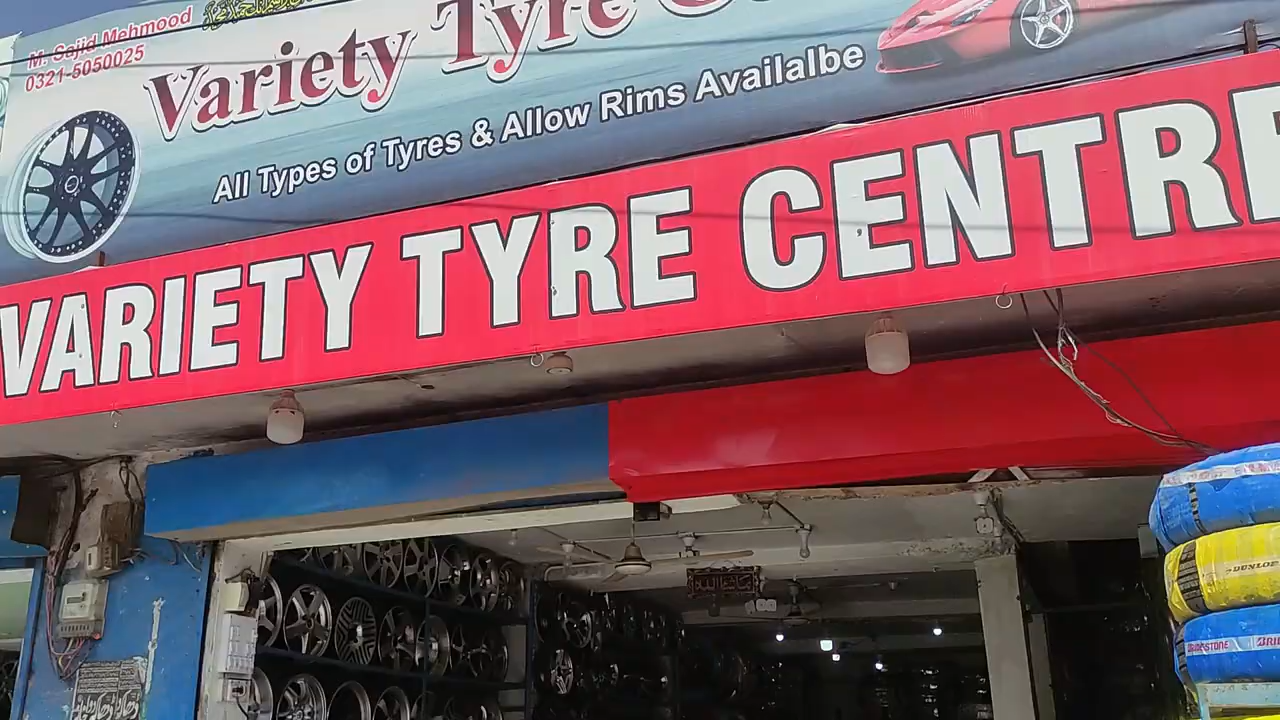 M. Sajid Mehmood
0321-5050025
Variety Tyre
All Types of Tyres & Allow Rims Availalbe
VARIETY TYRE CENTRE
DUNLOP
BRIDGESTONE